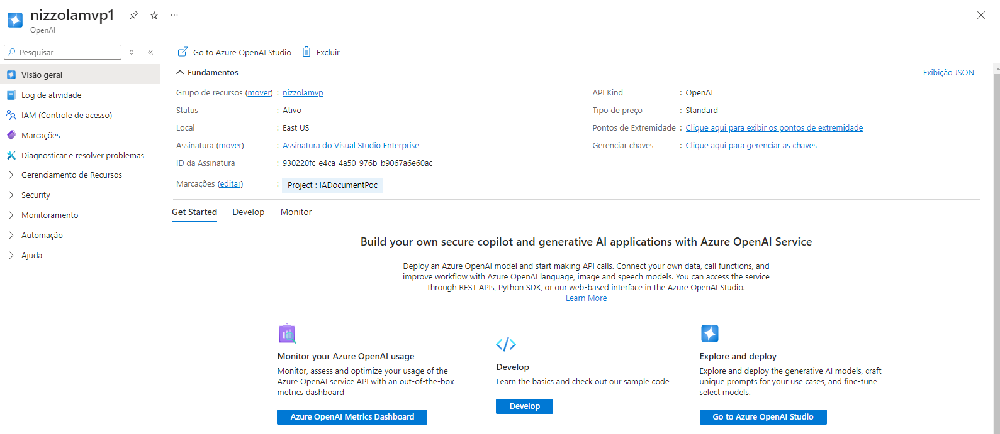 nizzolamvp1
OpenAI
Pesquisar
Visão geral
Log de atividade
IAM (Controle de acesso)
Marcações
Diagnosticar e resolver problemas
Gerenciamento de Recursos
Security
Monitoramento
Automação
Ajuda
Go to Azure OpenAI Studio
Excluir
Fundamentos
Exibição JSON
Grupo de recursos (mover) : nizzolamvp
Status : Ativo
Local : East US
Assinatura (mover) : Assinatura do Visual Studio Enterprise
ID da Assinatura : 930220fc-e4ca-4a50-976b-b9067a6e60ac
Marcações (editar) : Project : IADocumentPoc
API Kind : OpenAI
Tipo de preço : Standard
Pontos de Extremidade : Clique aqui para exibir os pontos de extremidade
Gerenciar chaves : Clique aqui para gerenciar as chaves
Get Started
Develop
Monitor
Build your own secure copilot and generative AI applications with Azure OpenAI Service
Deploy an Azure OpenAI model and start making API calls. Connect your own data, call functions, and
improve workflow with Azure OpenAI language, image and speech models. You can access the service
through REST APIs, Python SDK, or our web-based interface in the Azure OpenAI Studio.
Learn More
Monitor your Azure OpenAI usage
Monitor, assess and optimize your usage of the
Azure OpenAI service API with an out-of-the-box
metrics dashboard
Azure OpenAI Metrics Dashboard
Develop
Learn the basics and check out our sample code
Develop
Explore and deploy
Explore and deploy the generative AI models, craft
unique prompts for your use cases, and fine-tune
select models.
Go to Azure OpenAI Studio